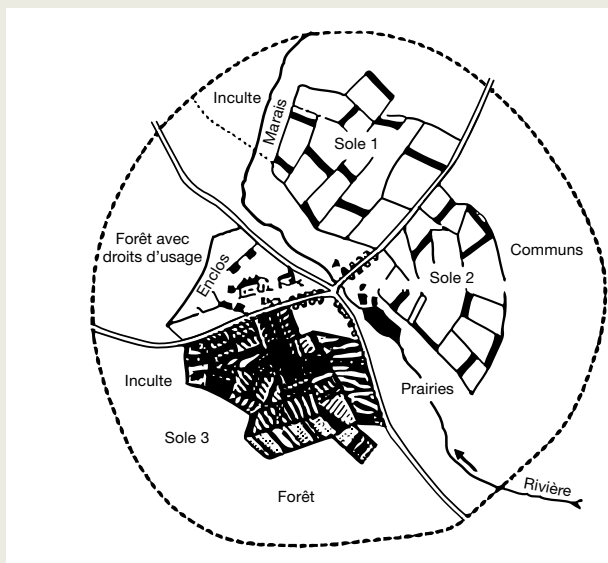 Inculte
Marais
Sole 1
Forêt avec
droits d’usage
Enclos
Communs
Sole 2
Prairies
Inculte
Sole 3
Forêt
Rivière